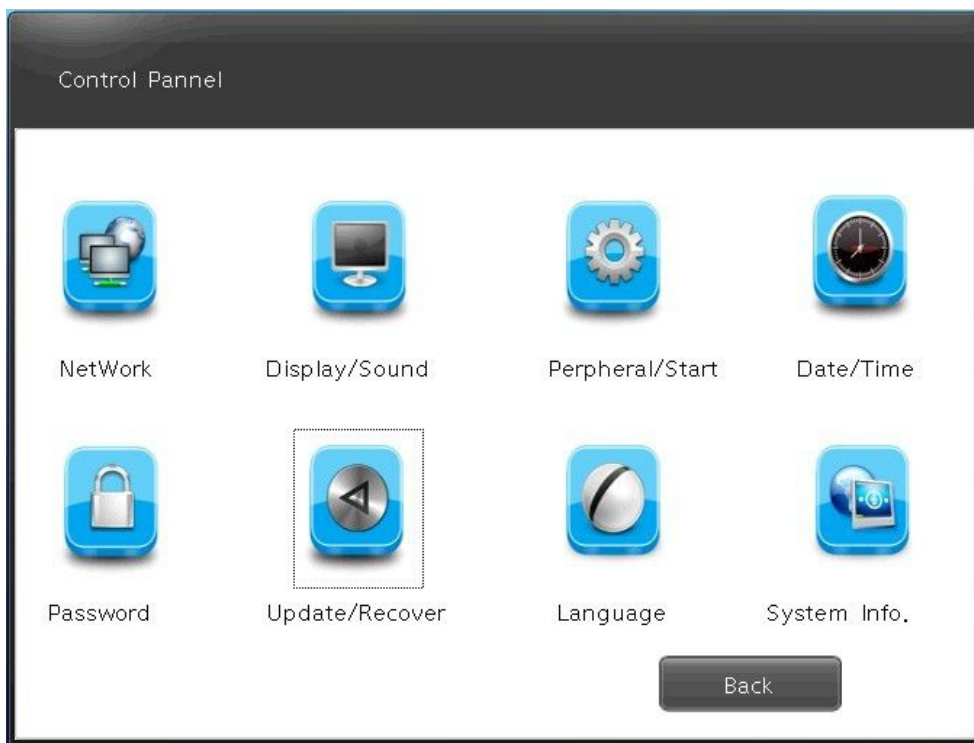 Control Pannel
NetWork Display/Sound Perpheral/Start Date/Time
Password Update/Recover Language System Info.
Back